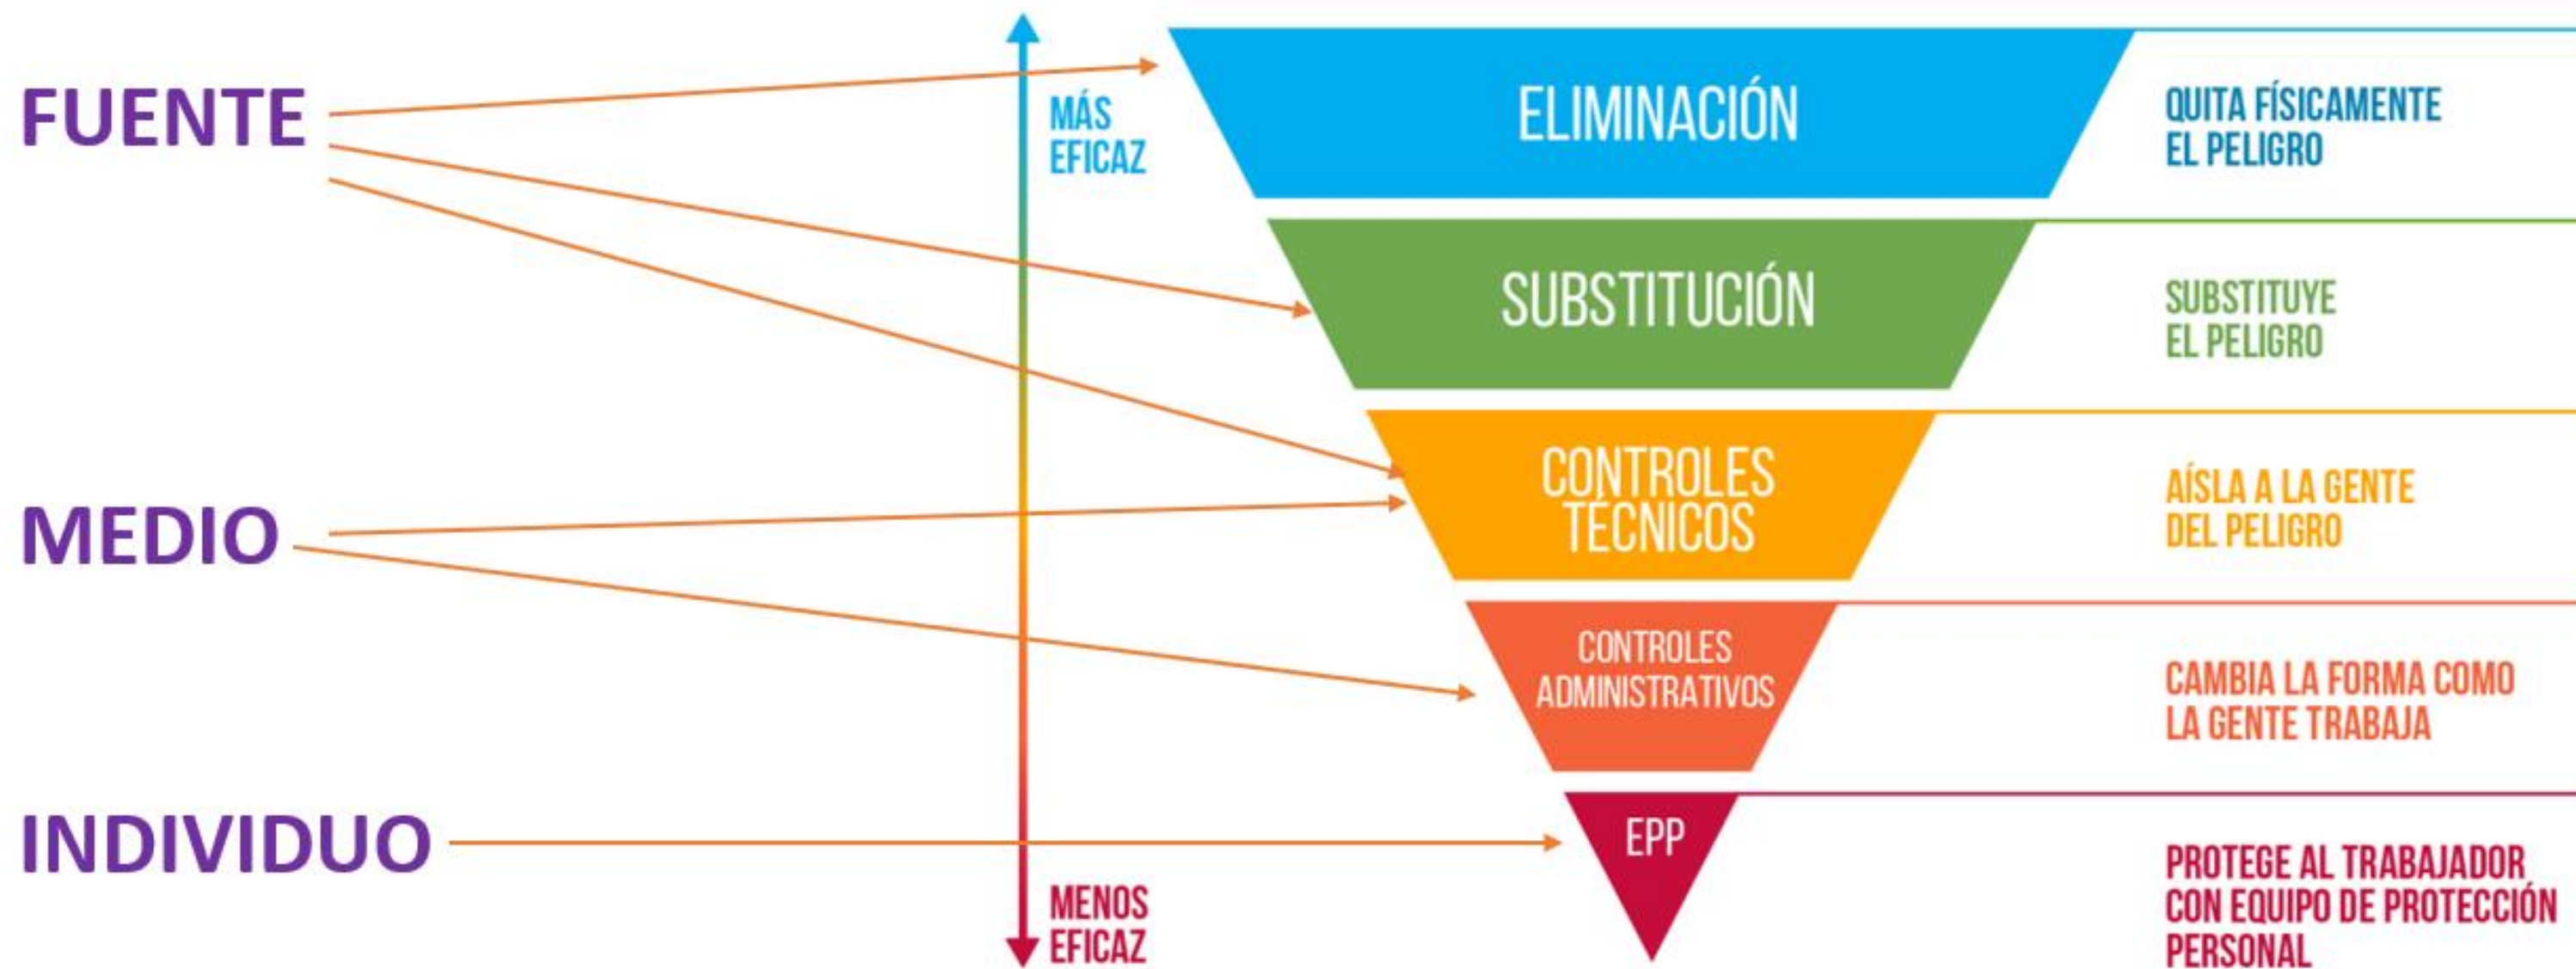 FUENTE
MÁS
EFICAZ
ELIMINACIÓN
QUITA FÍSICAMENTE
EL PELIGRO
SUBSTITUCIÓN
SUBSTITUYE
EL PELIGRO
MEDIO
CONTROLES
TÉCNICOS
AÍSLA A LA GENTE
DEL PELIGRO
CONTROLES
ADMINISTRATIVOS
CAMBIA LA FORMA COMO
LA GENTE TRABAJA
INDIVIDUO
MENOS
EFICAZ
EPP
PROTEGE AL TRABAJADOR
CON EQUIPO DE PROTECCIÓN
PERSONAL